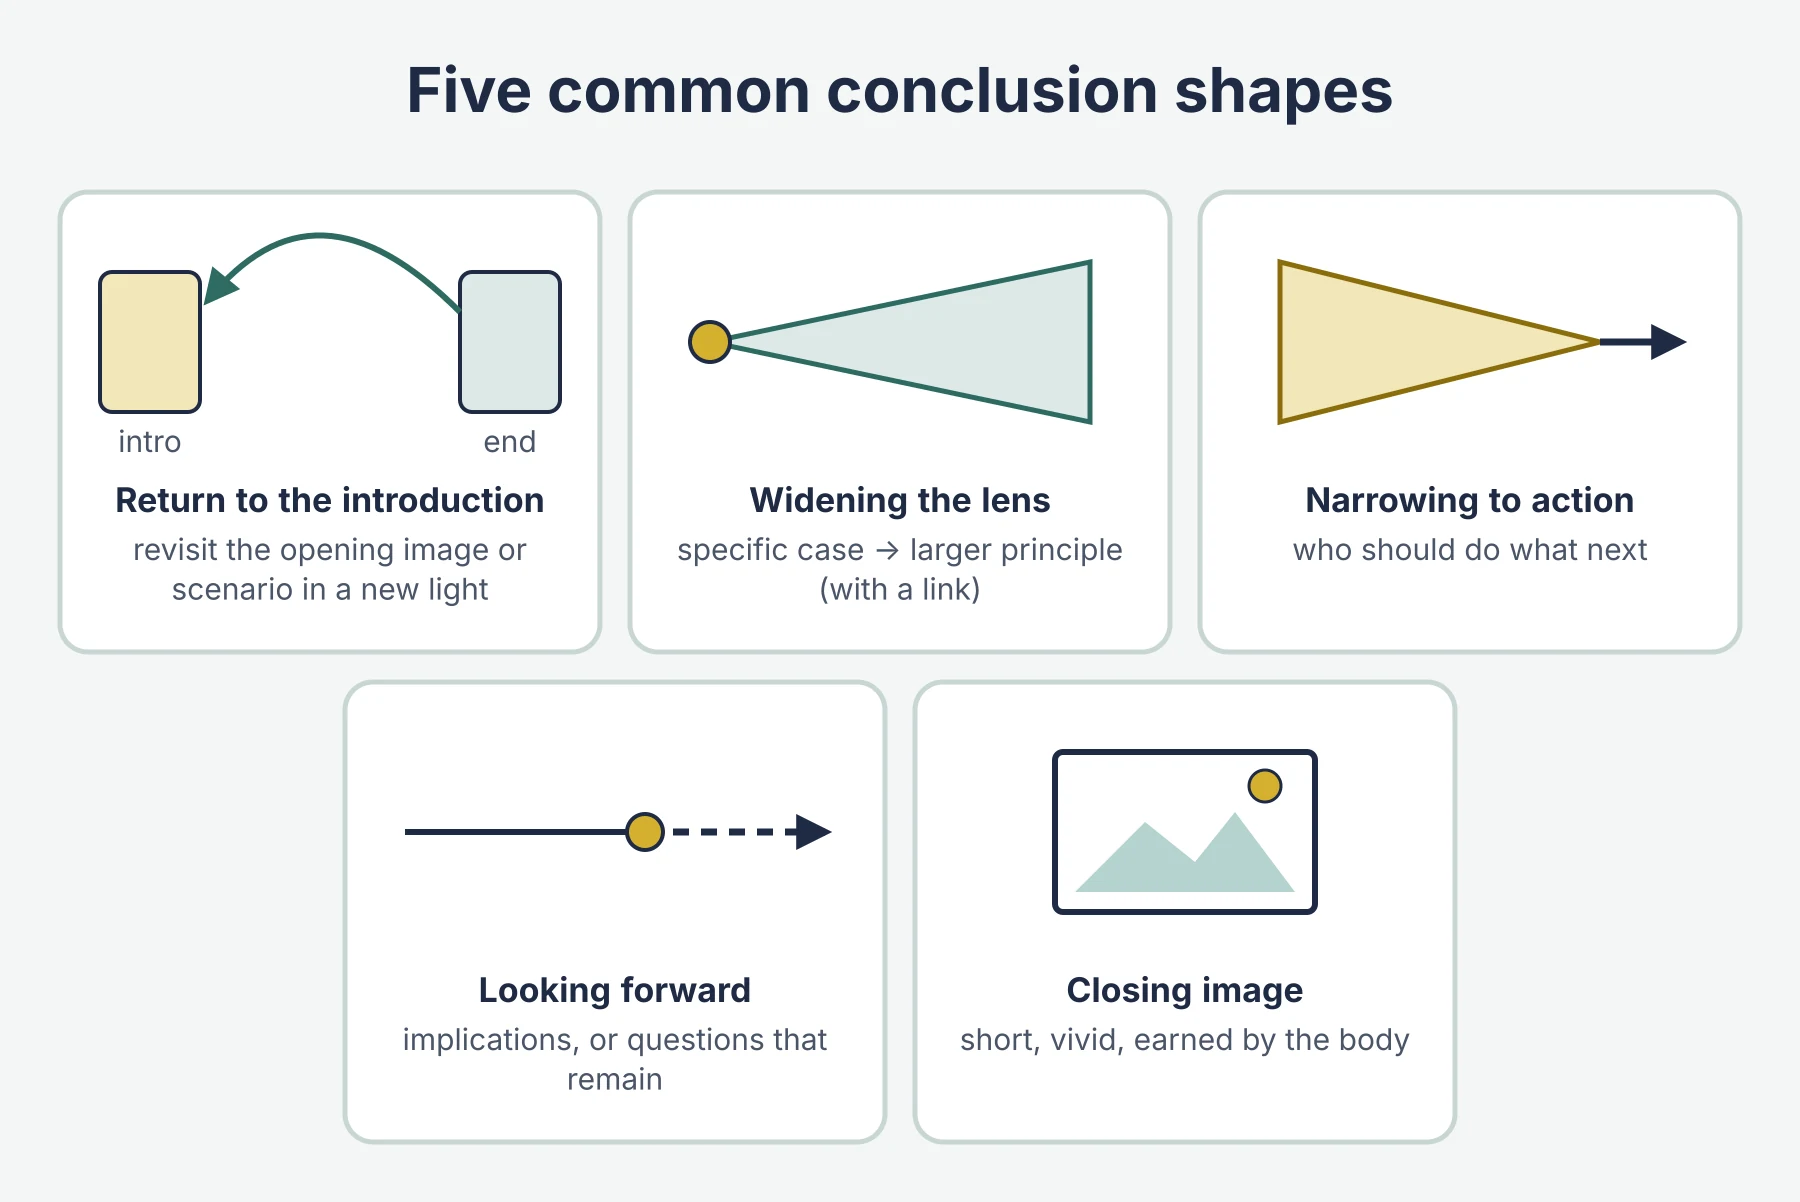 Five common conclusion shapes
intro
end
Return to the introduction
revisit the opening image or
scenario in a new light
Widening the lens
specific case → larger principle
(with a link)
Narrowing to action
who should do what next
Looking forward
implications, or questions that
remain
Closing image
short, vivid, earned by the body